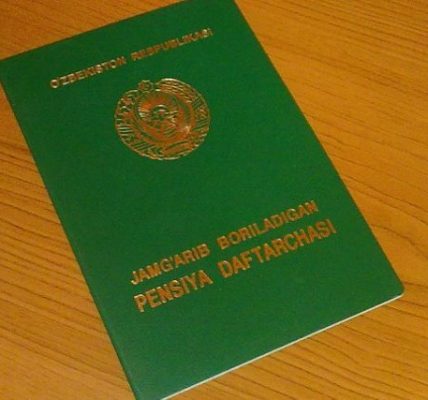 O'ZBEKISTON RESPUBLIKASI
JAMG'ARIB BORILADIGAN
PENSIYA DAFTARCHASI